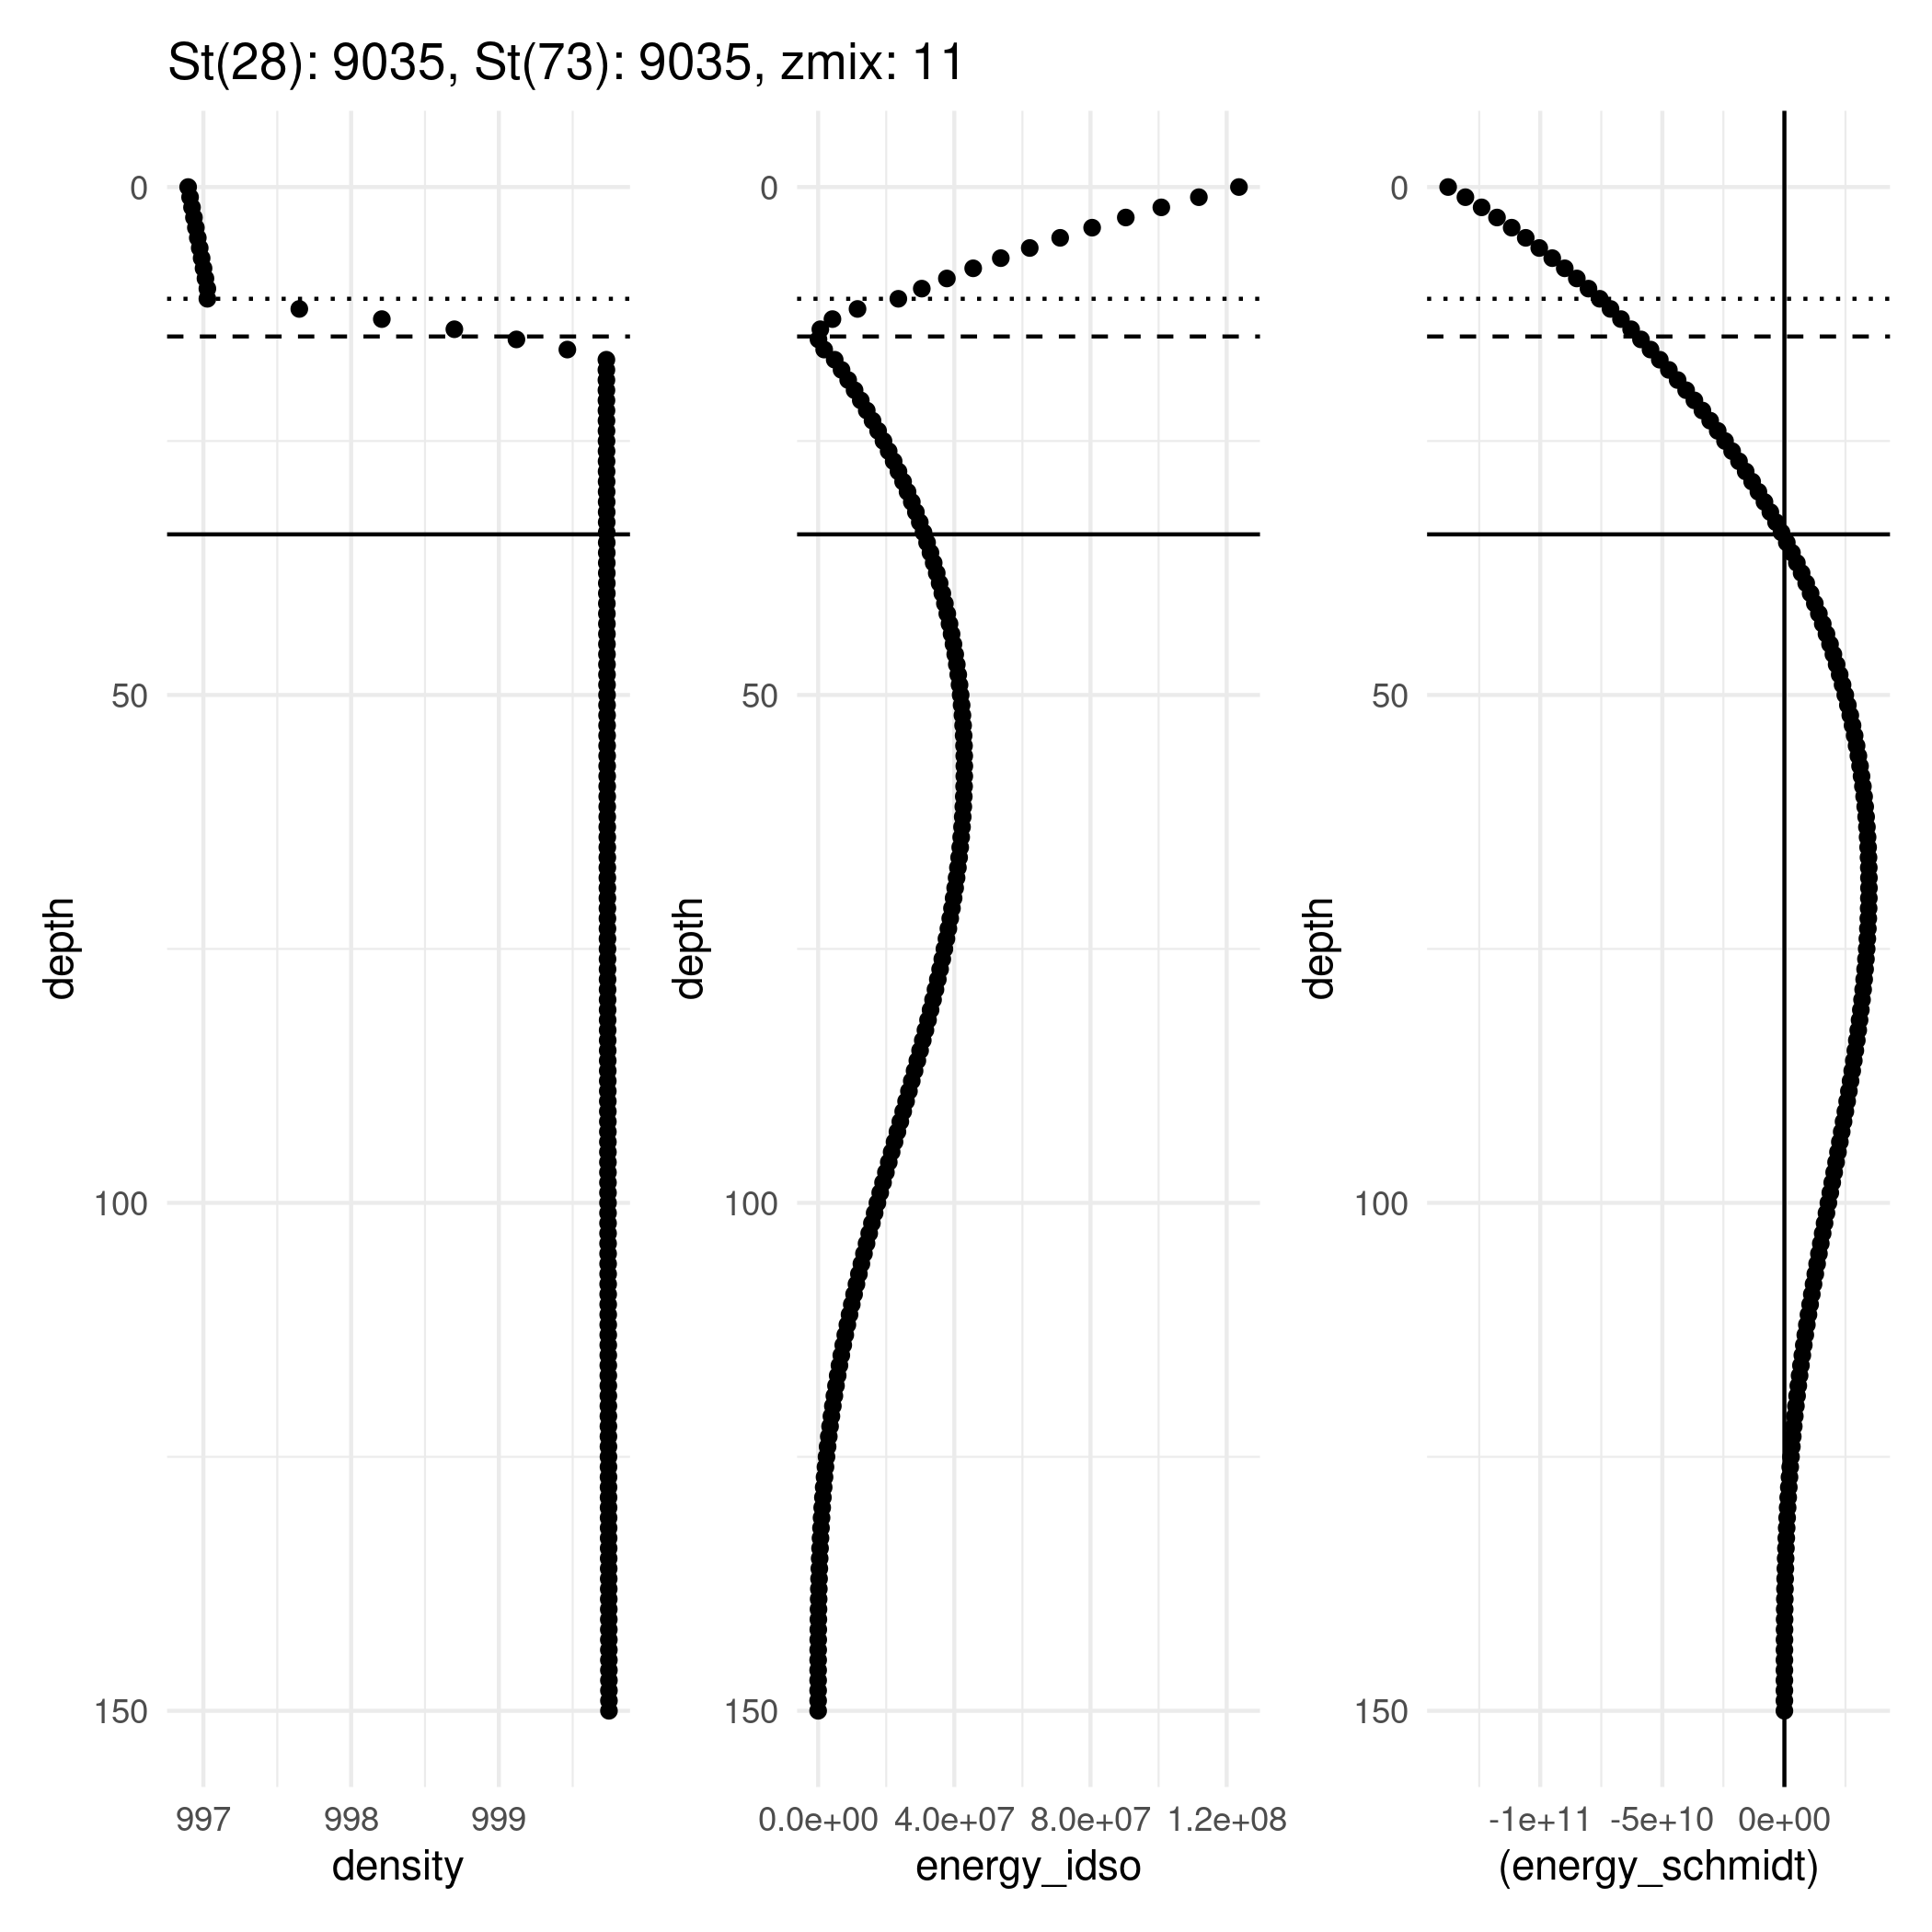 St(28): 9035, St(73): 9035, zmix: 11
0
50
100
150
depth
997 998 999
density
0
50
100
150
depth
0.0e+00 4.0e+07 8.0e+07 1.2e+08
energy_idso
0
50
100
150
depth
-1e+11 -5e+10 0e+00
(energy_schmidt)